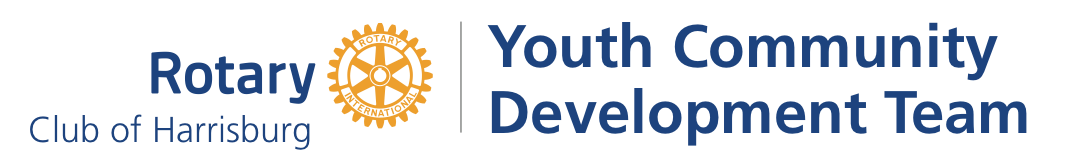 Rotary
Club of Harrisburg
ROTARY
INTERNATIONAL
Youth Community
Development Team